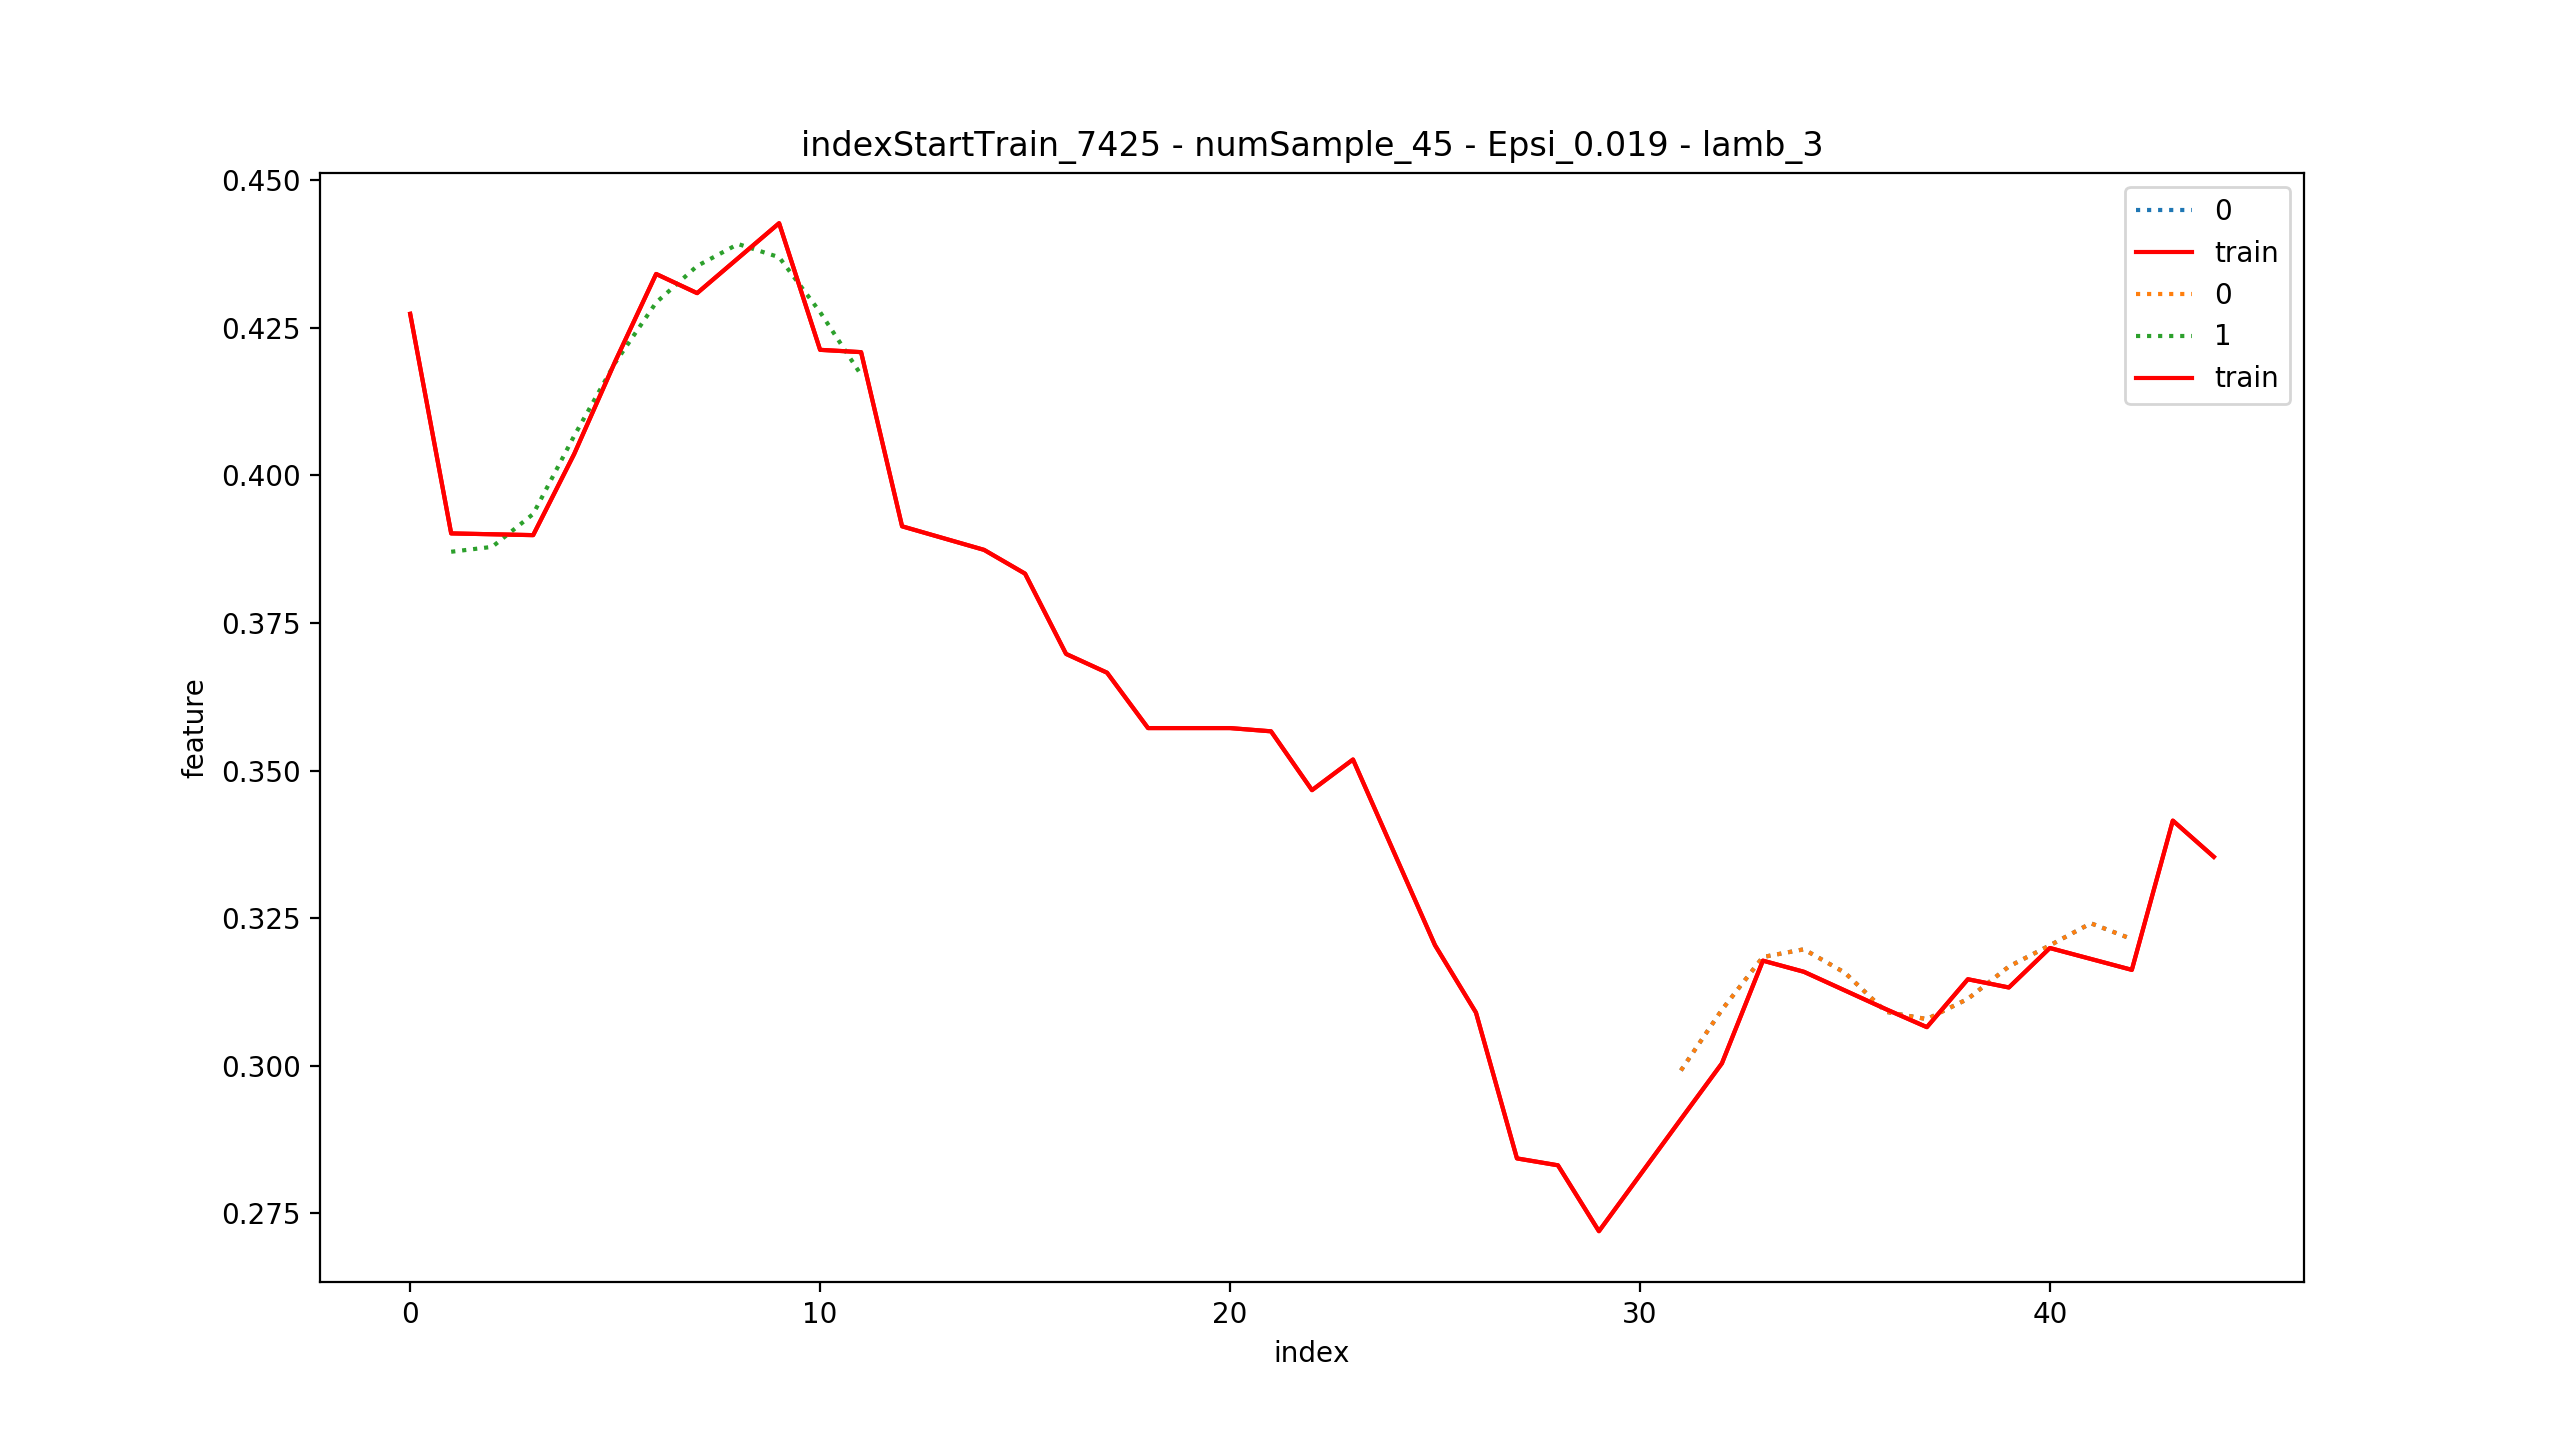 indexStartTrain_7425 - numSample_45 - Epsi_0.019 - lamb_3
0.450
0.425
0.400
0.375
0.350
0.325
0.300
0.275
feature
0
train
0
1
train
0 10 20 30 40
index